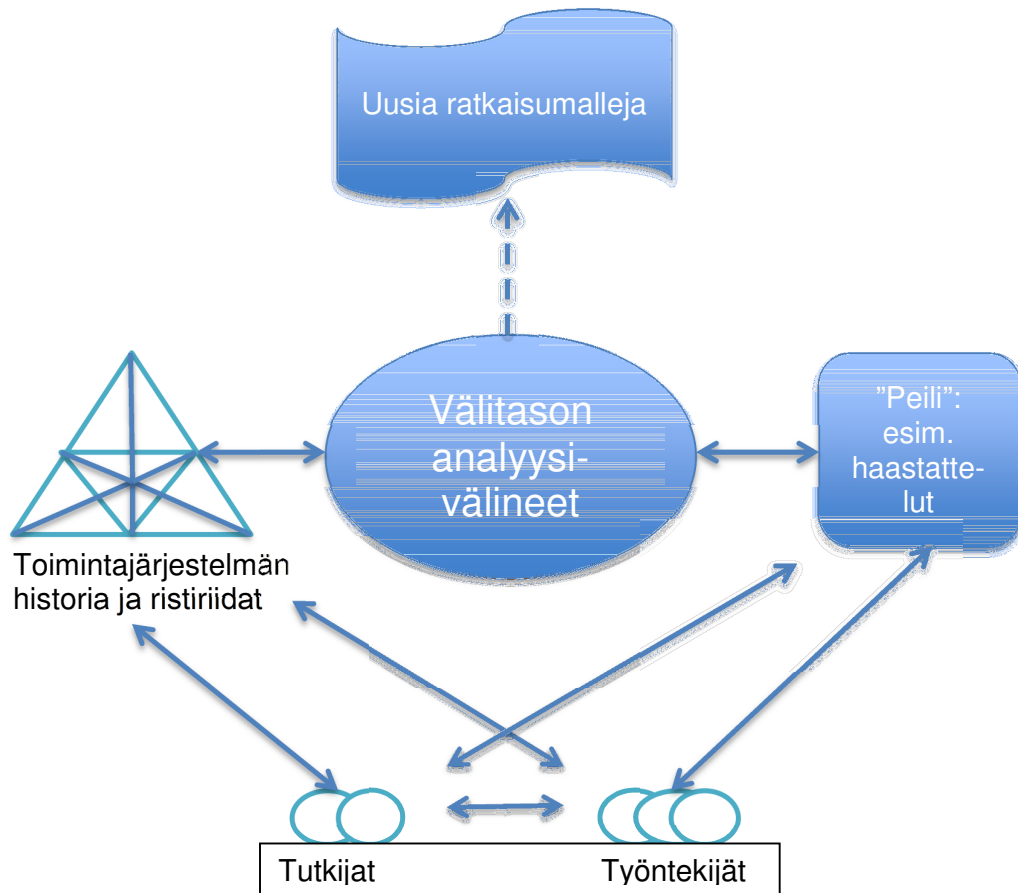 Uusia ratkaisumalleja
Välitason
analyysi-
välineet
”Peili”:
esim.
haastatte-
lut
Toimintajärjestelmän
historia ja ristiriidat
Tutkijat
Työntekijät